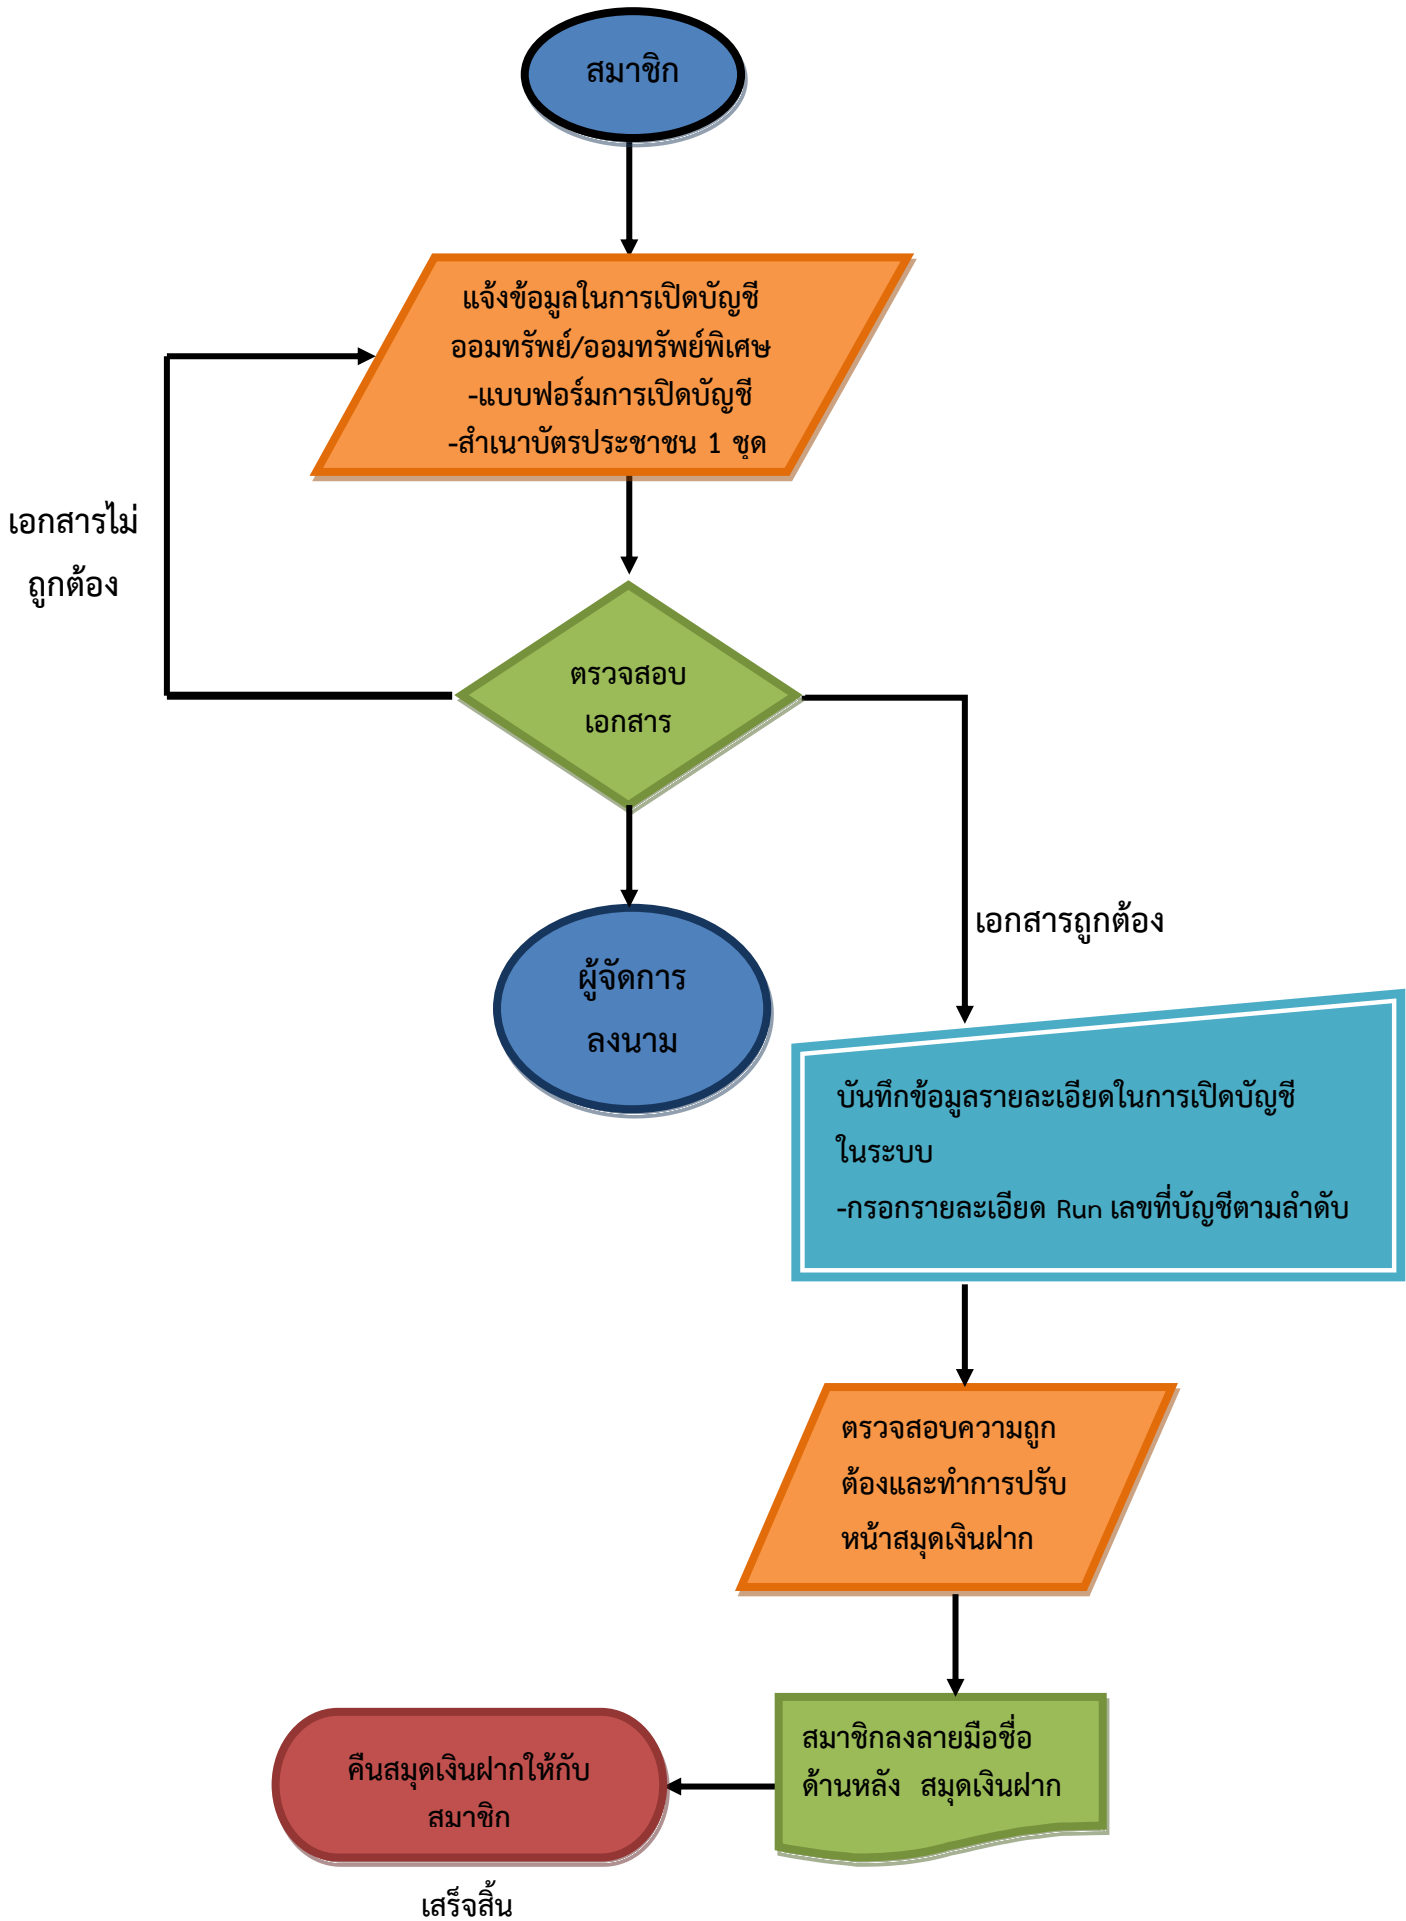 สมาชิก
แจ้งข้อมูลในการเปิดบัญชี
ออมทรัพย์/ออมทรัพย์พิเศษ
-แบบฟอร์มการเปิดบัญชี
-สำเนาบัตรประชาชน 1 ชุด
เอกสารไม่
ถูกต้อง
ตรวจสอบ
เอกสาร
เอกสารถูกต้อง
ผู้จัดการ
ลงนาม
บันทึกข้อมูลรายละเอียดในการเปิดบัญชี
ในระบบ
-กรอกรายละเอียด Run เลขที่บัญชีตามลำดับ
ตรวจสอบความถูก
ต้องและทำการปรับ
หน้าสมุดเงินฝาก
สมาชิกลงลายมือชื่อ
ด้านหลัง สมุดเงินฝาก
คืนสมุดเงินฝากให้กับ
สมาชิก
เสร็จสิ้น